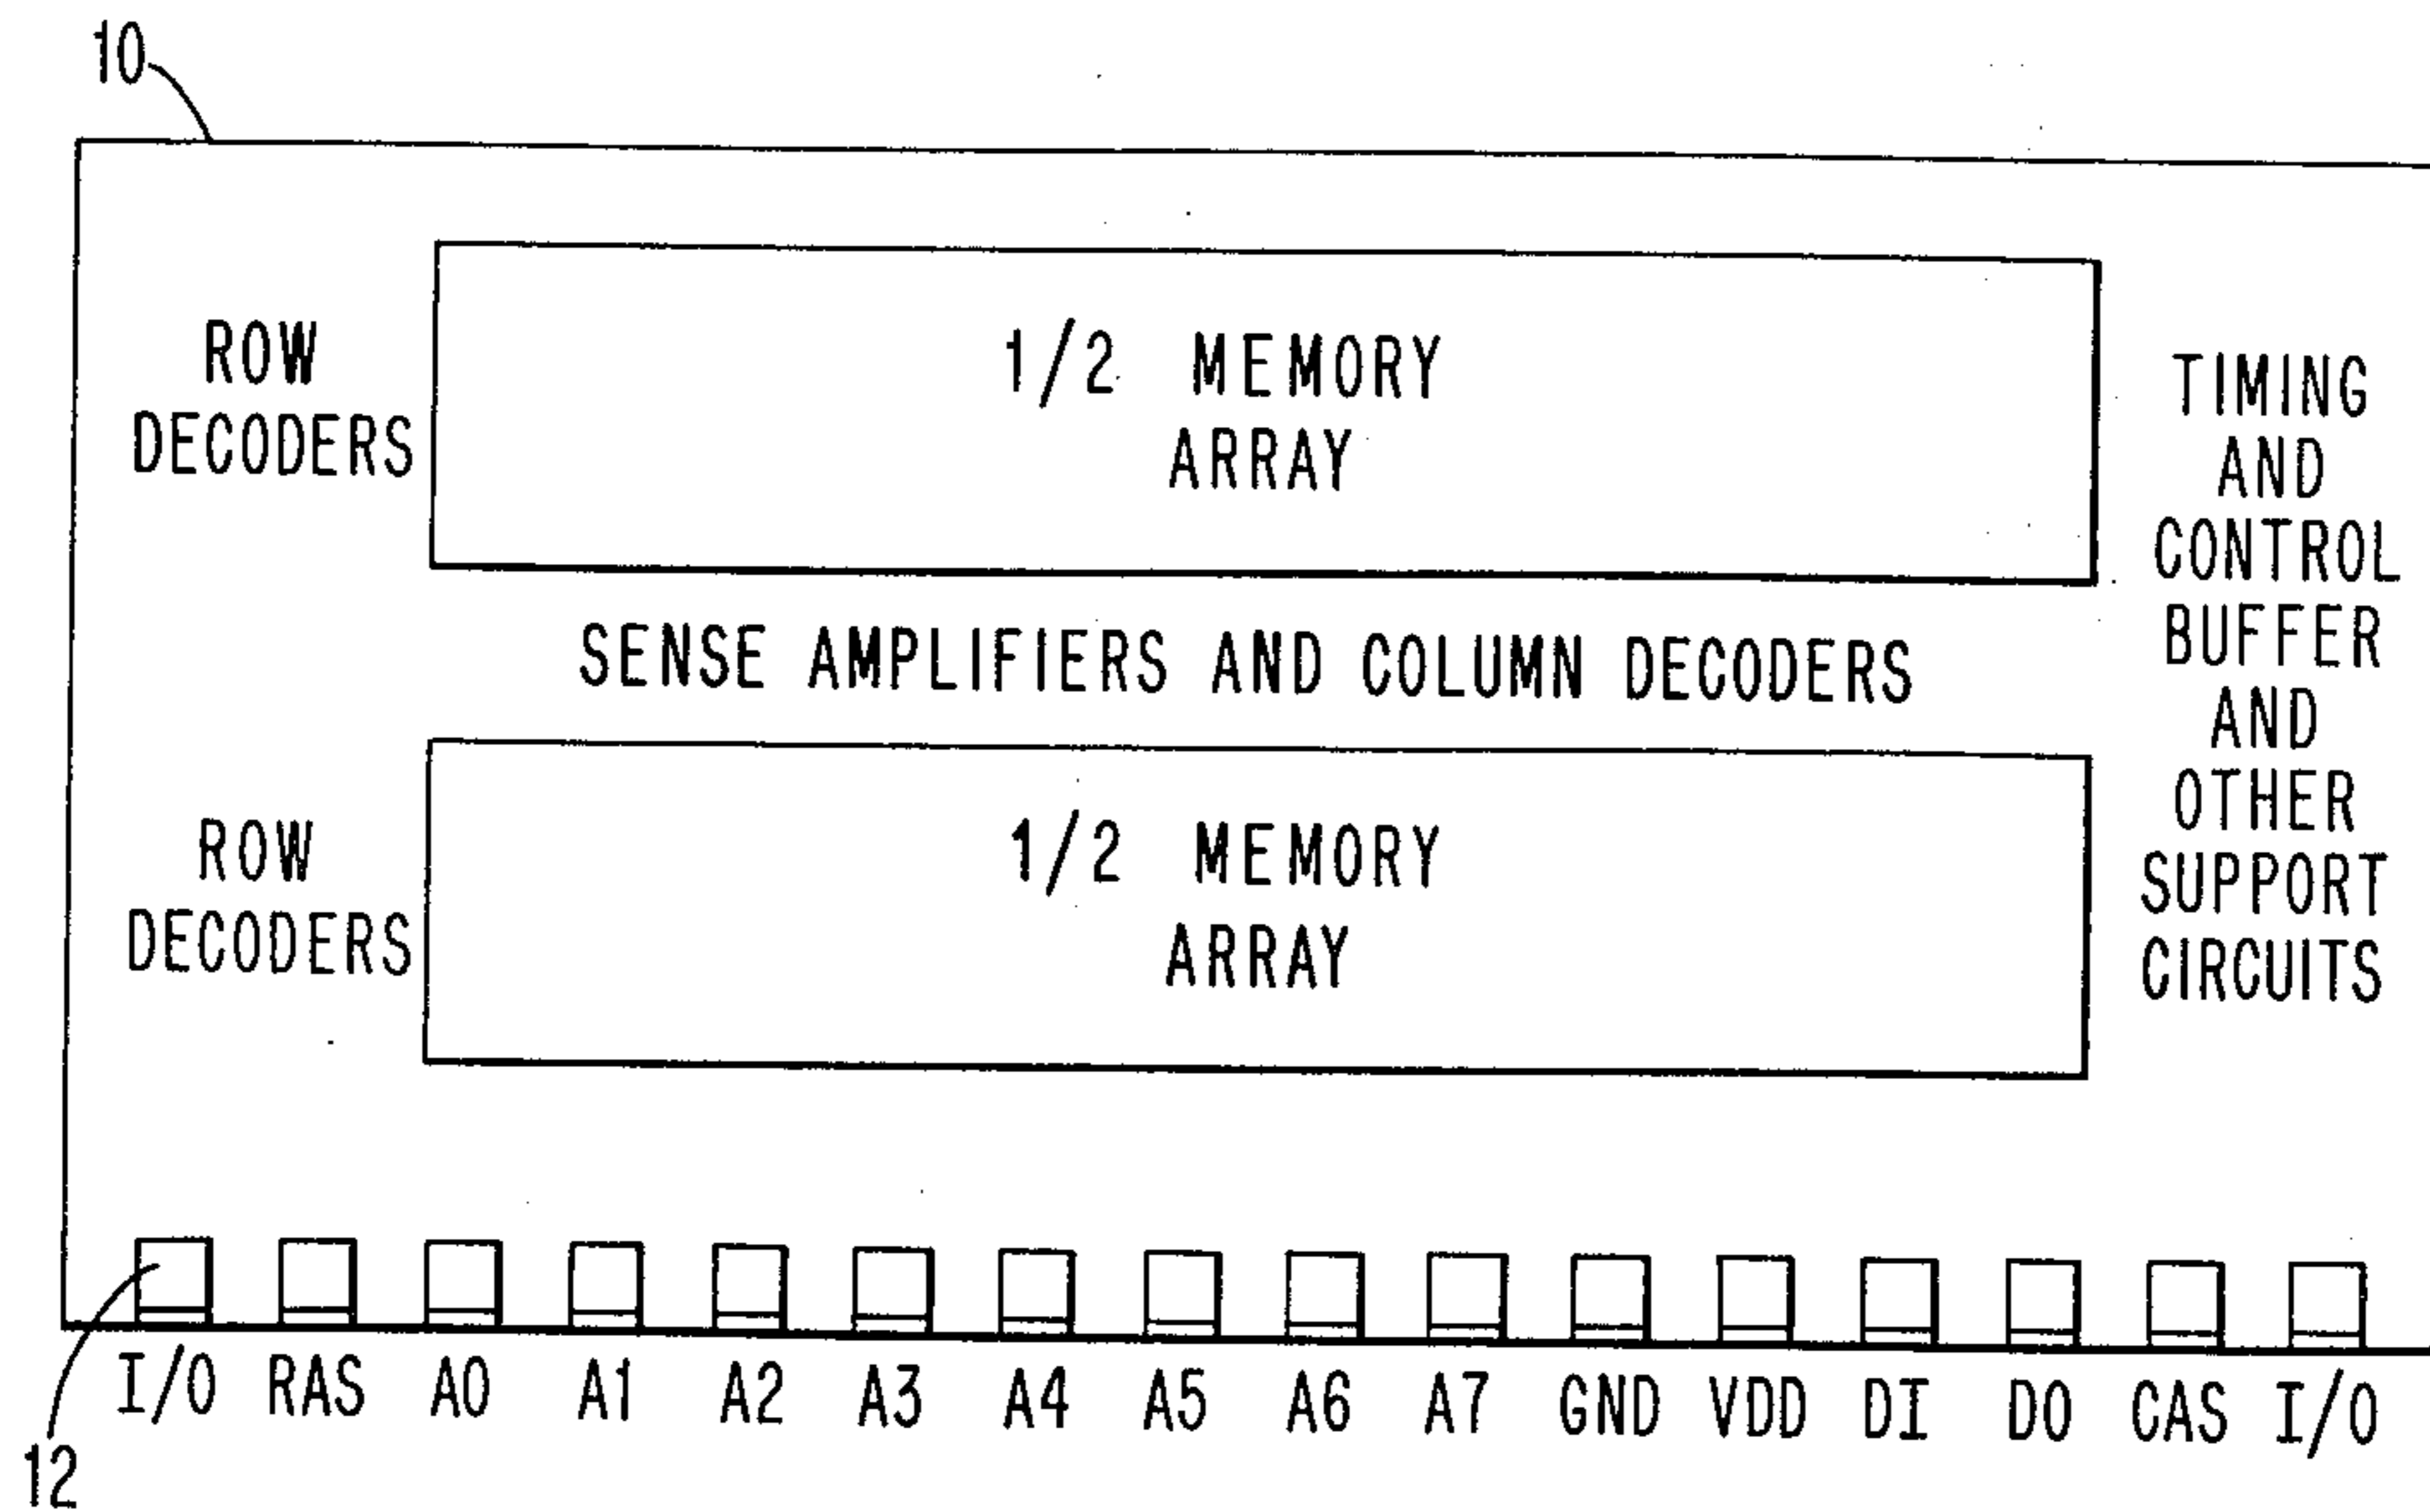 10
ROW
DECODERS
1/2 MEMORY
ARRAY
TIMING
AND
CONTROL
BUFFER
AND
OTHER
SUPPORT
CIRCUITS
SENSE AMPLIFIERS AND COLUMN DECODERS
ROW
DECODERS
1/2 MEMORY
ARRAY
I/O RAS A0 A1 A2 A3 A4 A5 A6 A7 GND VDD DI DO CAS I/O
12